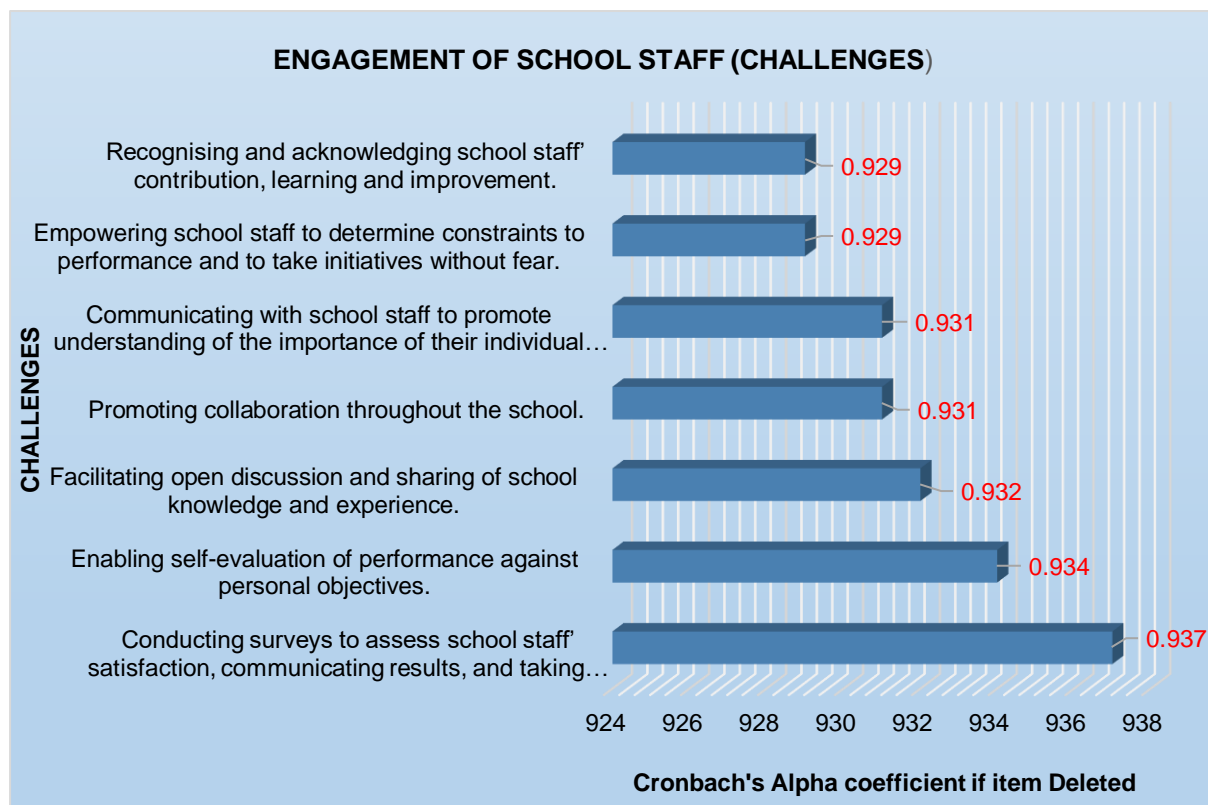 ENGAGEMENT OF SCHOOL STAFF (CHALLENGES)
Recognising and acknowledging school staff'
contribution, learning and improvement.
0.929
Empowering school staff to determine constraints to
performance and to take initiatives without fear.
0.929
Communicating with school staff to promote
understanding of the importance of their individual…
0.931
Promoting collaboration throughout the school.
0.931
Facilitating open discussion and sharing of school
knowledge and experience.
0.932
Enabling self-evaluation of performance against
personal objectives.
0.934
Conducting surveys to assess school staff'
satisfaction, communicating results, and taking…
0.937
CHALLENGES
924 926 928 930 932 934 936 938
Cronbach's Alpha coefficient if item Deleted